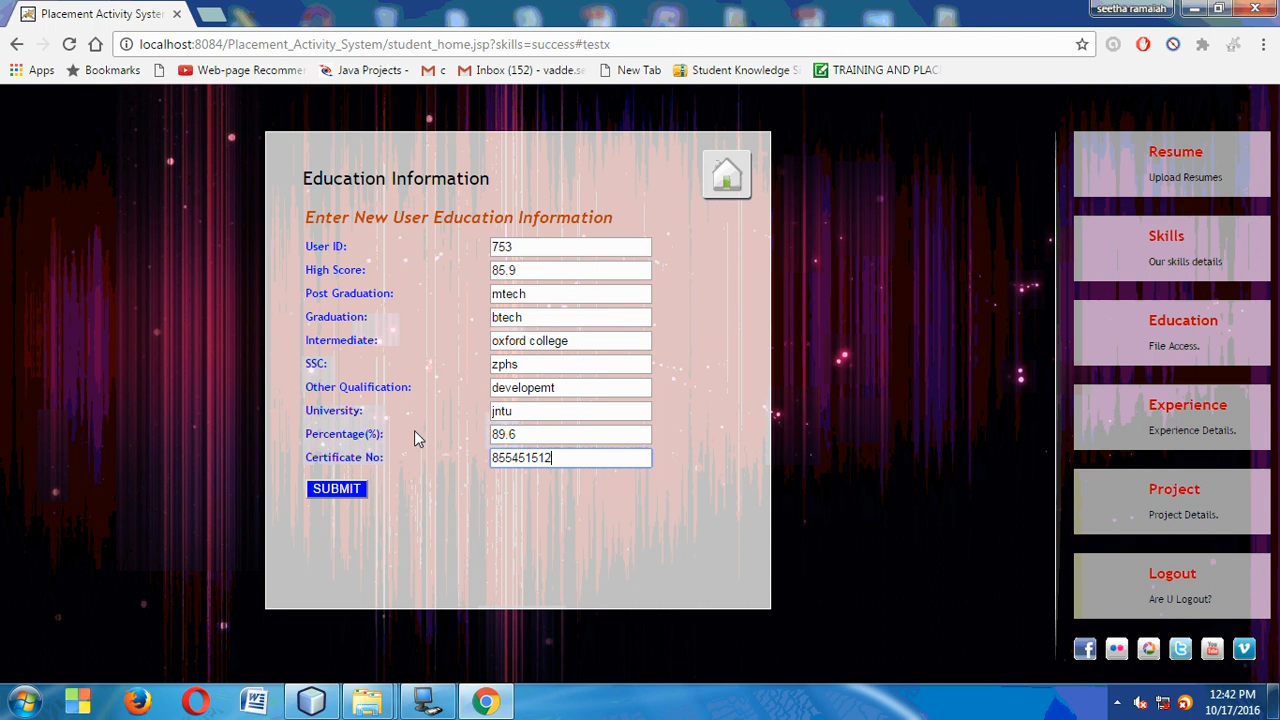 Placement Activity Syster
seetha ramaiah
localhost:8084/Placement_Activity_System/student_home.jsp?skills=success#testx
Apps Bookmarks Web-page Recomme Java Projects - c Inbox (152) - vadde.se New Tab Student Knowledge Si TRAINING AND PLAC
Education Information
Enter New User Education Information
User ID: 753
High Score: 85.9
Post Graduation: mtech
Graduation: btech
Intermediate: oxford college
SSC: zphs
Other Qualification: developemt
University: jntu
Percentage(%): 89.6
Certificate No: 855451512
SUBMIT
Resume
Upload Resumes
Skills
Our skills details
Education
File Access.
Experience
Experience Details.
Project
Project Details.
Logout
Are U Logout?
12:42 PM
10/17/2016